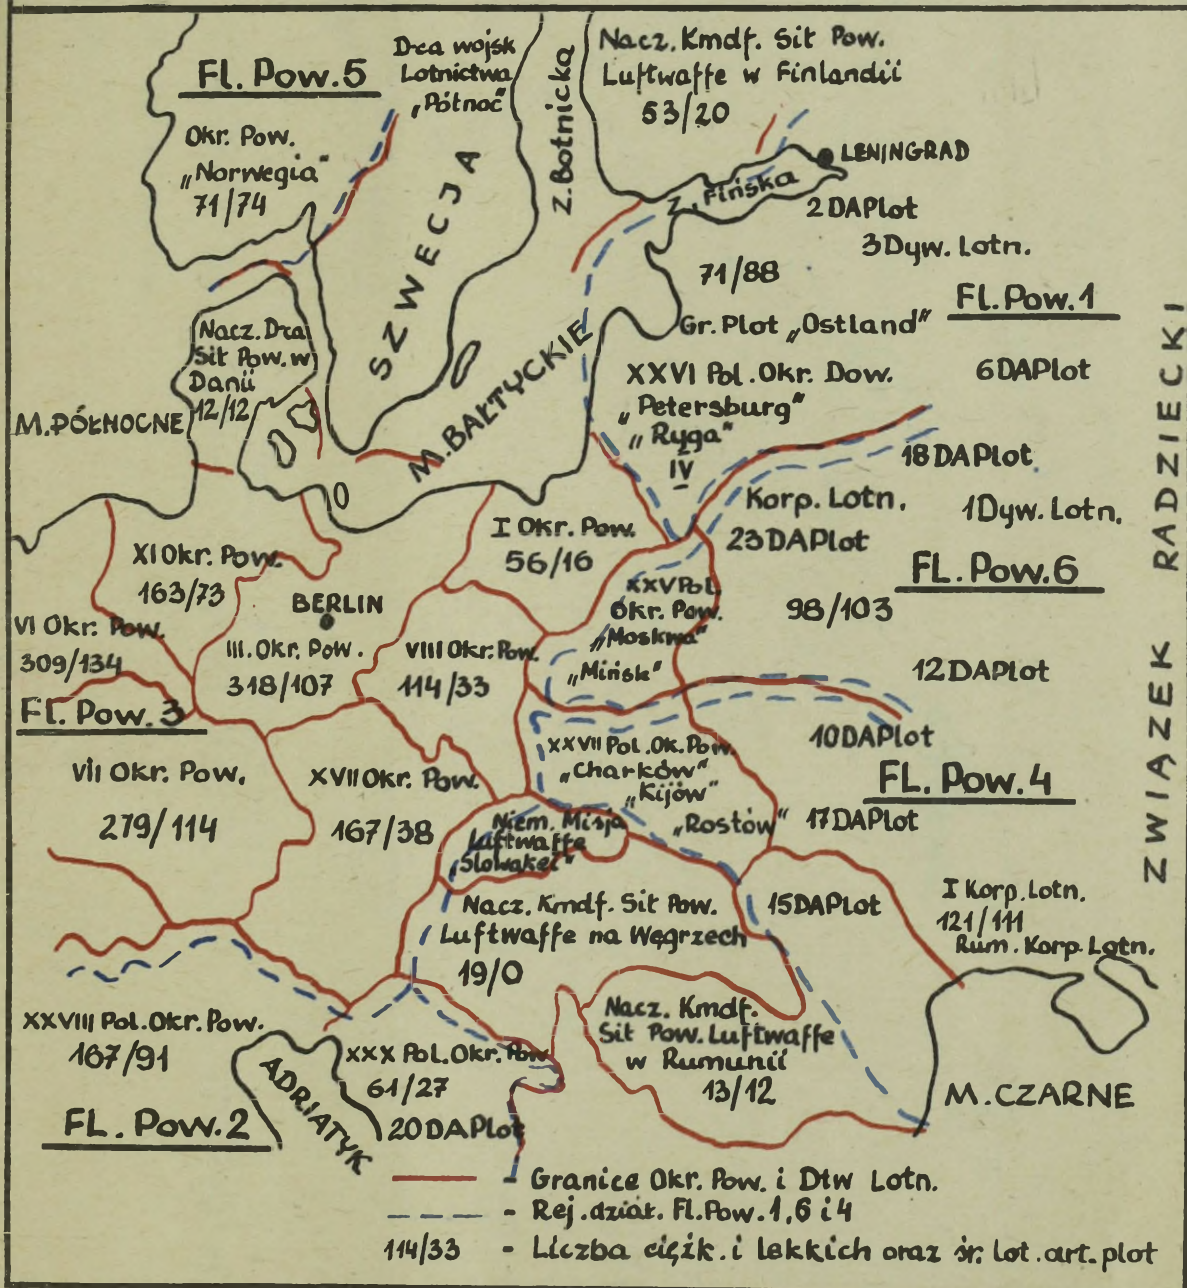 Fl. Pow. 5
D-ca wojsk
Lotnictwa
„Północ"
Z. Botnicka
Nacz. Kmdf. Sił Pow.
Luftwaffe w Finlandii
53/20
Okr. Pow.
„Norwegia"
71/74
SZWECJA
LENINGRAD
Z. Fińska
2 DAPlot
3 Dyw. Lotn.
71/88
Fl. Pow. 1
Gr. Plot „Ostland"
Nacz. Dca
Sił Pow. w
Danii
12/12
M. PÓŁNOCNE
M. BAŁTYCKIE
XXVI Pol. Okr. Dow.
„Petersburg"
„Ryga"
IV
6 DAPlot
18 DAPlot
Korp. Lotn.
1 Dyw. Lotn.
23 DAPlot
ZWIĄZEK RADZIECKI
I Okr. Pow.
56/16
XI Okr. Pow.
163/73
BERLIN
XXV Pol.
Okr. Pow.
„Moskwa"
„Mińsk"
FL. Pow. 6
98/103
VI Okr. Pow.
309/134
III. Okr. Pow.
318/107
VIII Okr. Pow.
114/33
12 DAPlot
Fl. Pow. 3
10 DAPlot
XXVII Pol. Ok. Pow.
„Charków"
„Kijów"
„Rostów"
FL. Pow. 4
17 DAPlot
VII Okr. Pow.
279/114
XVII Okr. Pow.
167/38
Niem. Misja
Luftwaffe
„Slowakei"
Nacz. Kmdf. Sił Pow.
Luftwaffe na Węgrzech
19/0
15 DAPlot
I Korp. Lotn.
121/111
Rum. Korp. Lotn.
Nacz. Kmdf.
Sił Pow. Luftwaffe
w Rumunii
13/12
XXVIII Pol. Okr. Pow.
167/91
XXX Pol. Okr. Pow
61/27
20 DAPlot
FL. Pow. 2
ADRIATYK
M. CZARNE
- Granice Okr. Pow. i Dtw Lotn.
- Rej. dział. Fl. Pow. 1, 6 i 4
114/33 - Liczba ciężk. i lekkich oraz śr. lot. art. plot